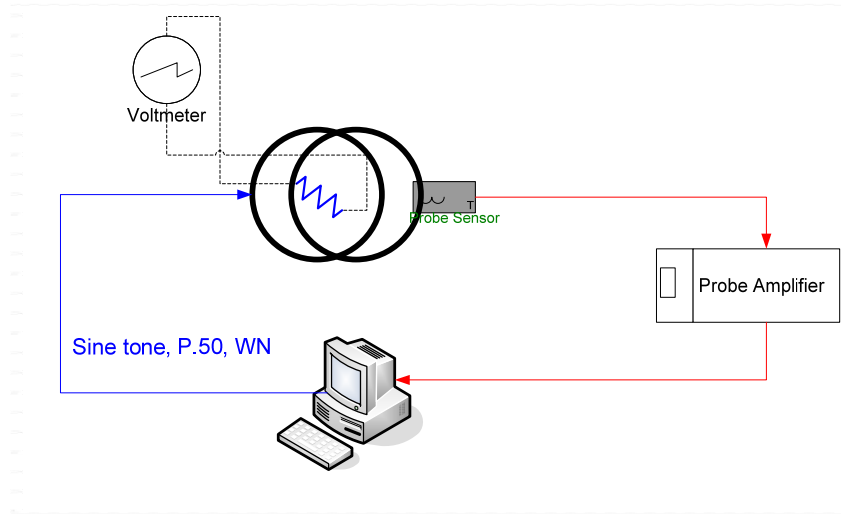 Voltmeter
T
Probe Sensor
Probe Amplifier
Sine tone, P.50, WN